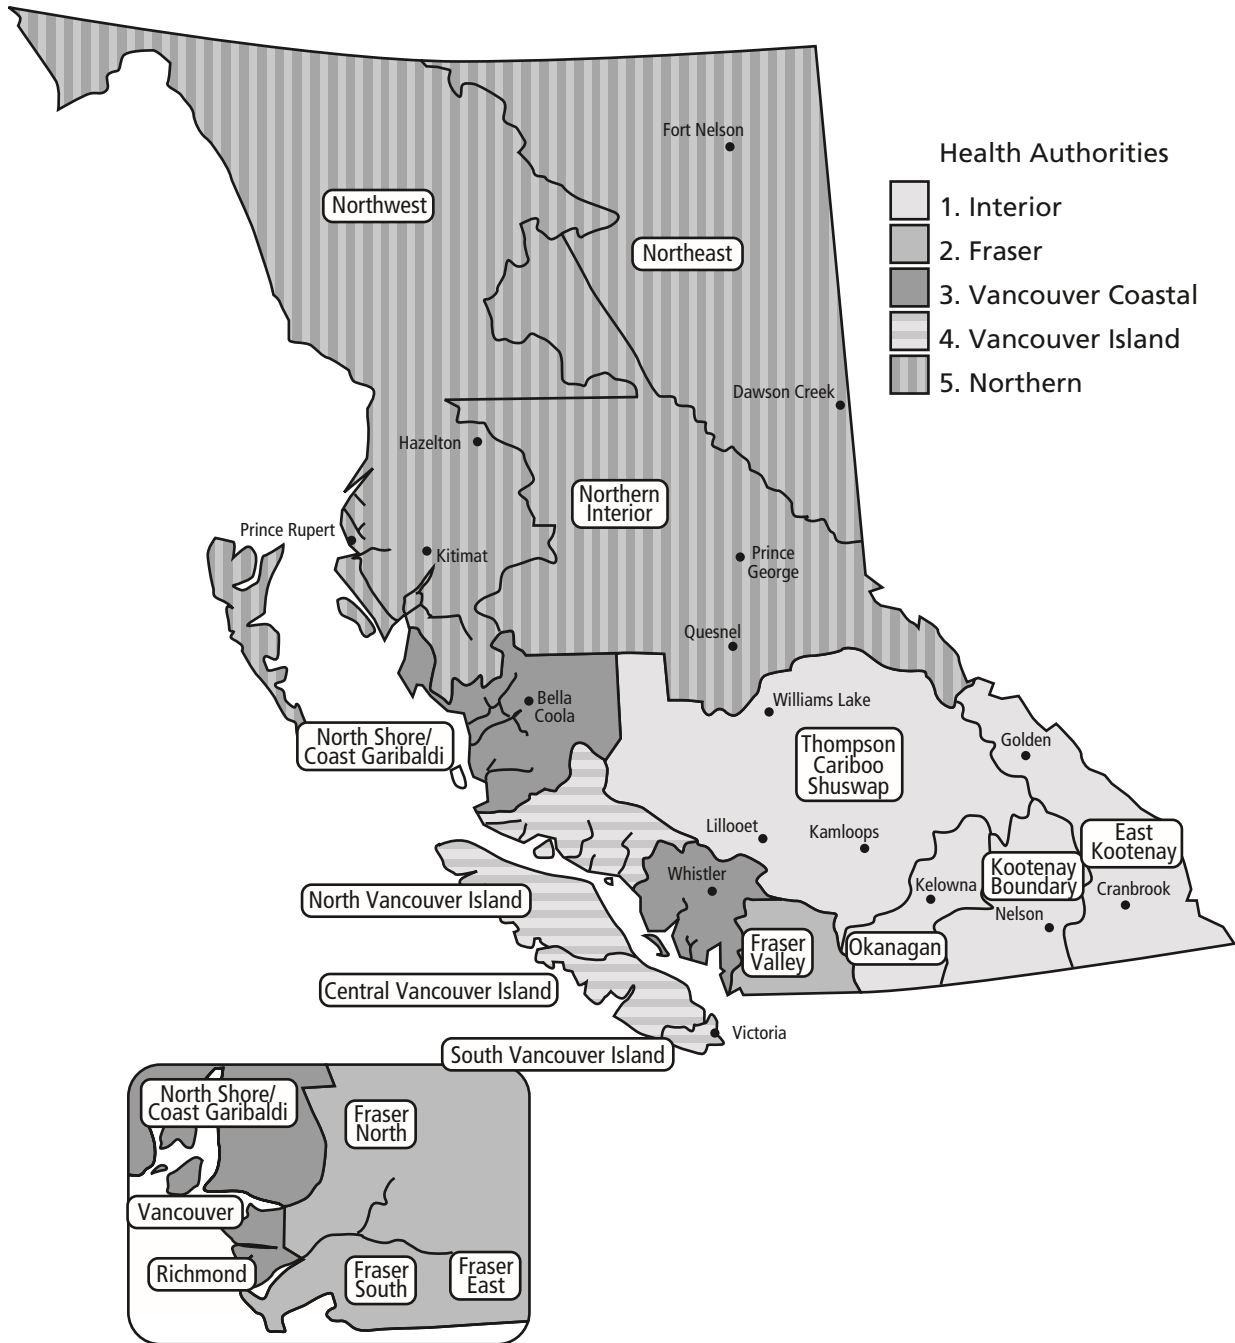 Fort Nelson
Health Authorities
1. Interior
2. Fraser
3. Vancouver Coastal
4. Vancouver Island
5. Northern
Northwest
Northeast
Dawson Creek
Hazelton
Northern
Interior
Prince Rupert
Kitimat
Prince
George
Quesnel
Bella
Coola
Williams Lake
North Shore/
Coast Garibaldi
Thompson
Cariboo
Shuswap
Golden
Lillooet
Kamloops
East
Kootenay
Whistler
Kootenay
Boundary
Kelowna
Cranbrook
North Vancouver Island
Nelson
Fraser
Valley
Okanagan
Central Vancouver Island
Victoria
South Vancouver Island
North Shore/
Coast Garibaldi
Fraser
North
Vancouver
Richmond
Fraser
South
Fraser
East